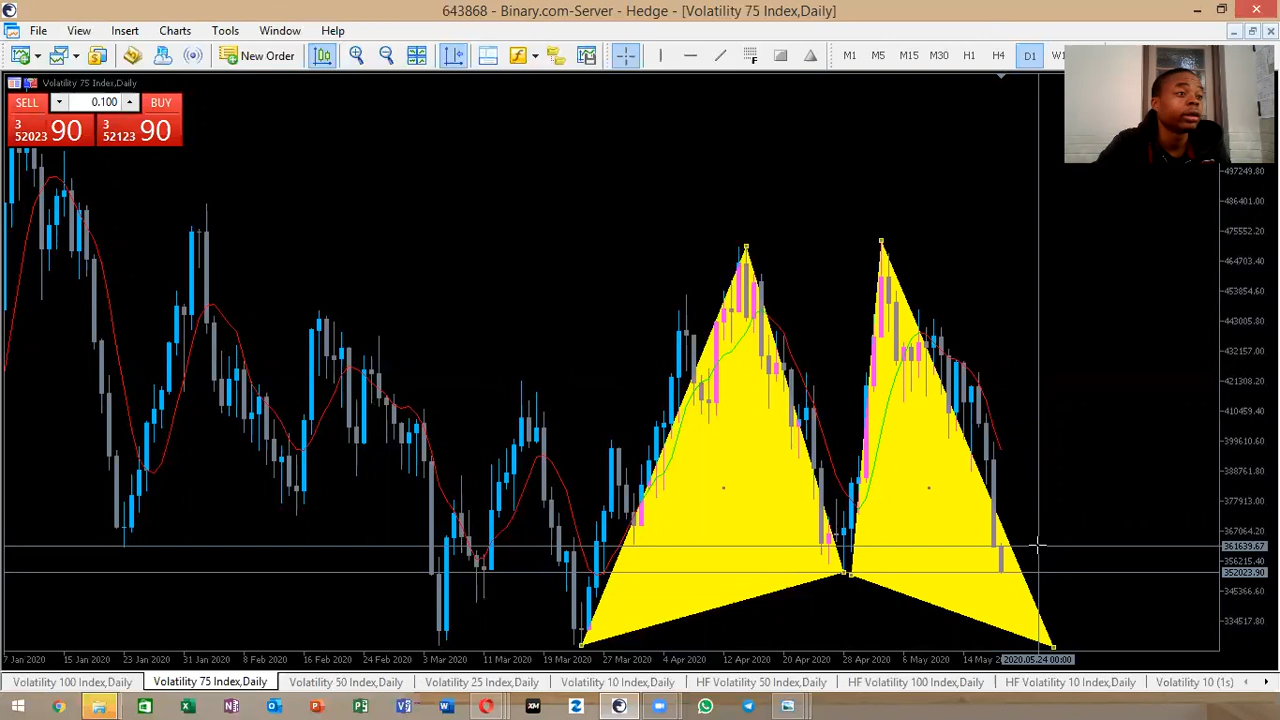 643868 - Binary.com-Server - Hedge - [Volatility 75 Index,Daily]
File View Insert Charts Tools Window Help
New Order M1 M5 M15 M30 H1 H4 D1
Volatility 75 Index,Daily
SELL 0.100 BUY
3 52023 90 3 52123 90
497249.80
486401.00
475552.20
464703.40
453854.60
443005.80
432157.00
421308.20
410459.40
399610.60
388761.80
377913.00
367064.20
361639.67
356215.40
352023.90
345366.60
334517.80
7 Jan 2020 15 Jan 2020 23 Jan 2020 31 Jan 2020 8 Feb 2020 16 Feb 2020 24 Feb 2020 3 Mar 2020 11 Mar 2020 19 Mar 2020 27 Mar 2020 4 Apr 2020 12 Apr 2020 20 Apr 2020 28 Apr 2020 6 May 2020 14 May 2020.05.24 00:00
Volatility 100 Index,Daily Volatility 75 Index,Daily Volatility 50 Index,Daily Volatility 25 Index,Daily Volatility 10 Index,Daily HF Volatility 50 Index,Daily HF Volatility 100 Index,Daily HF Volatility 10 Index,Daily Volatility 10 (1s)